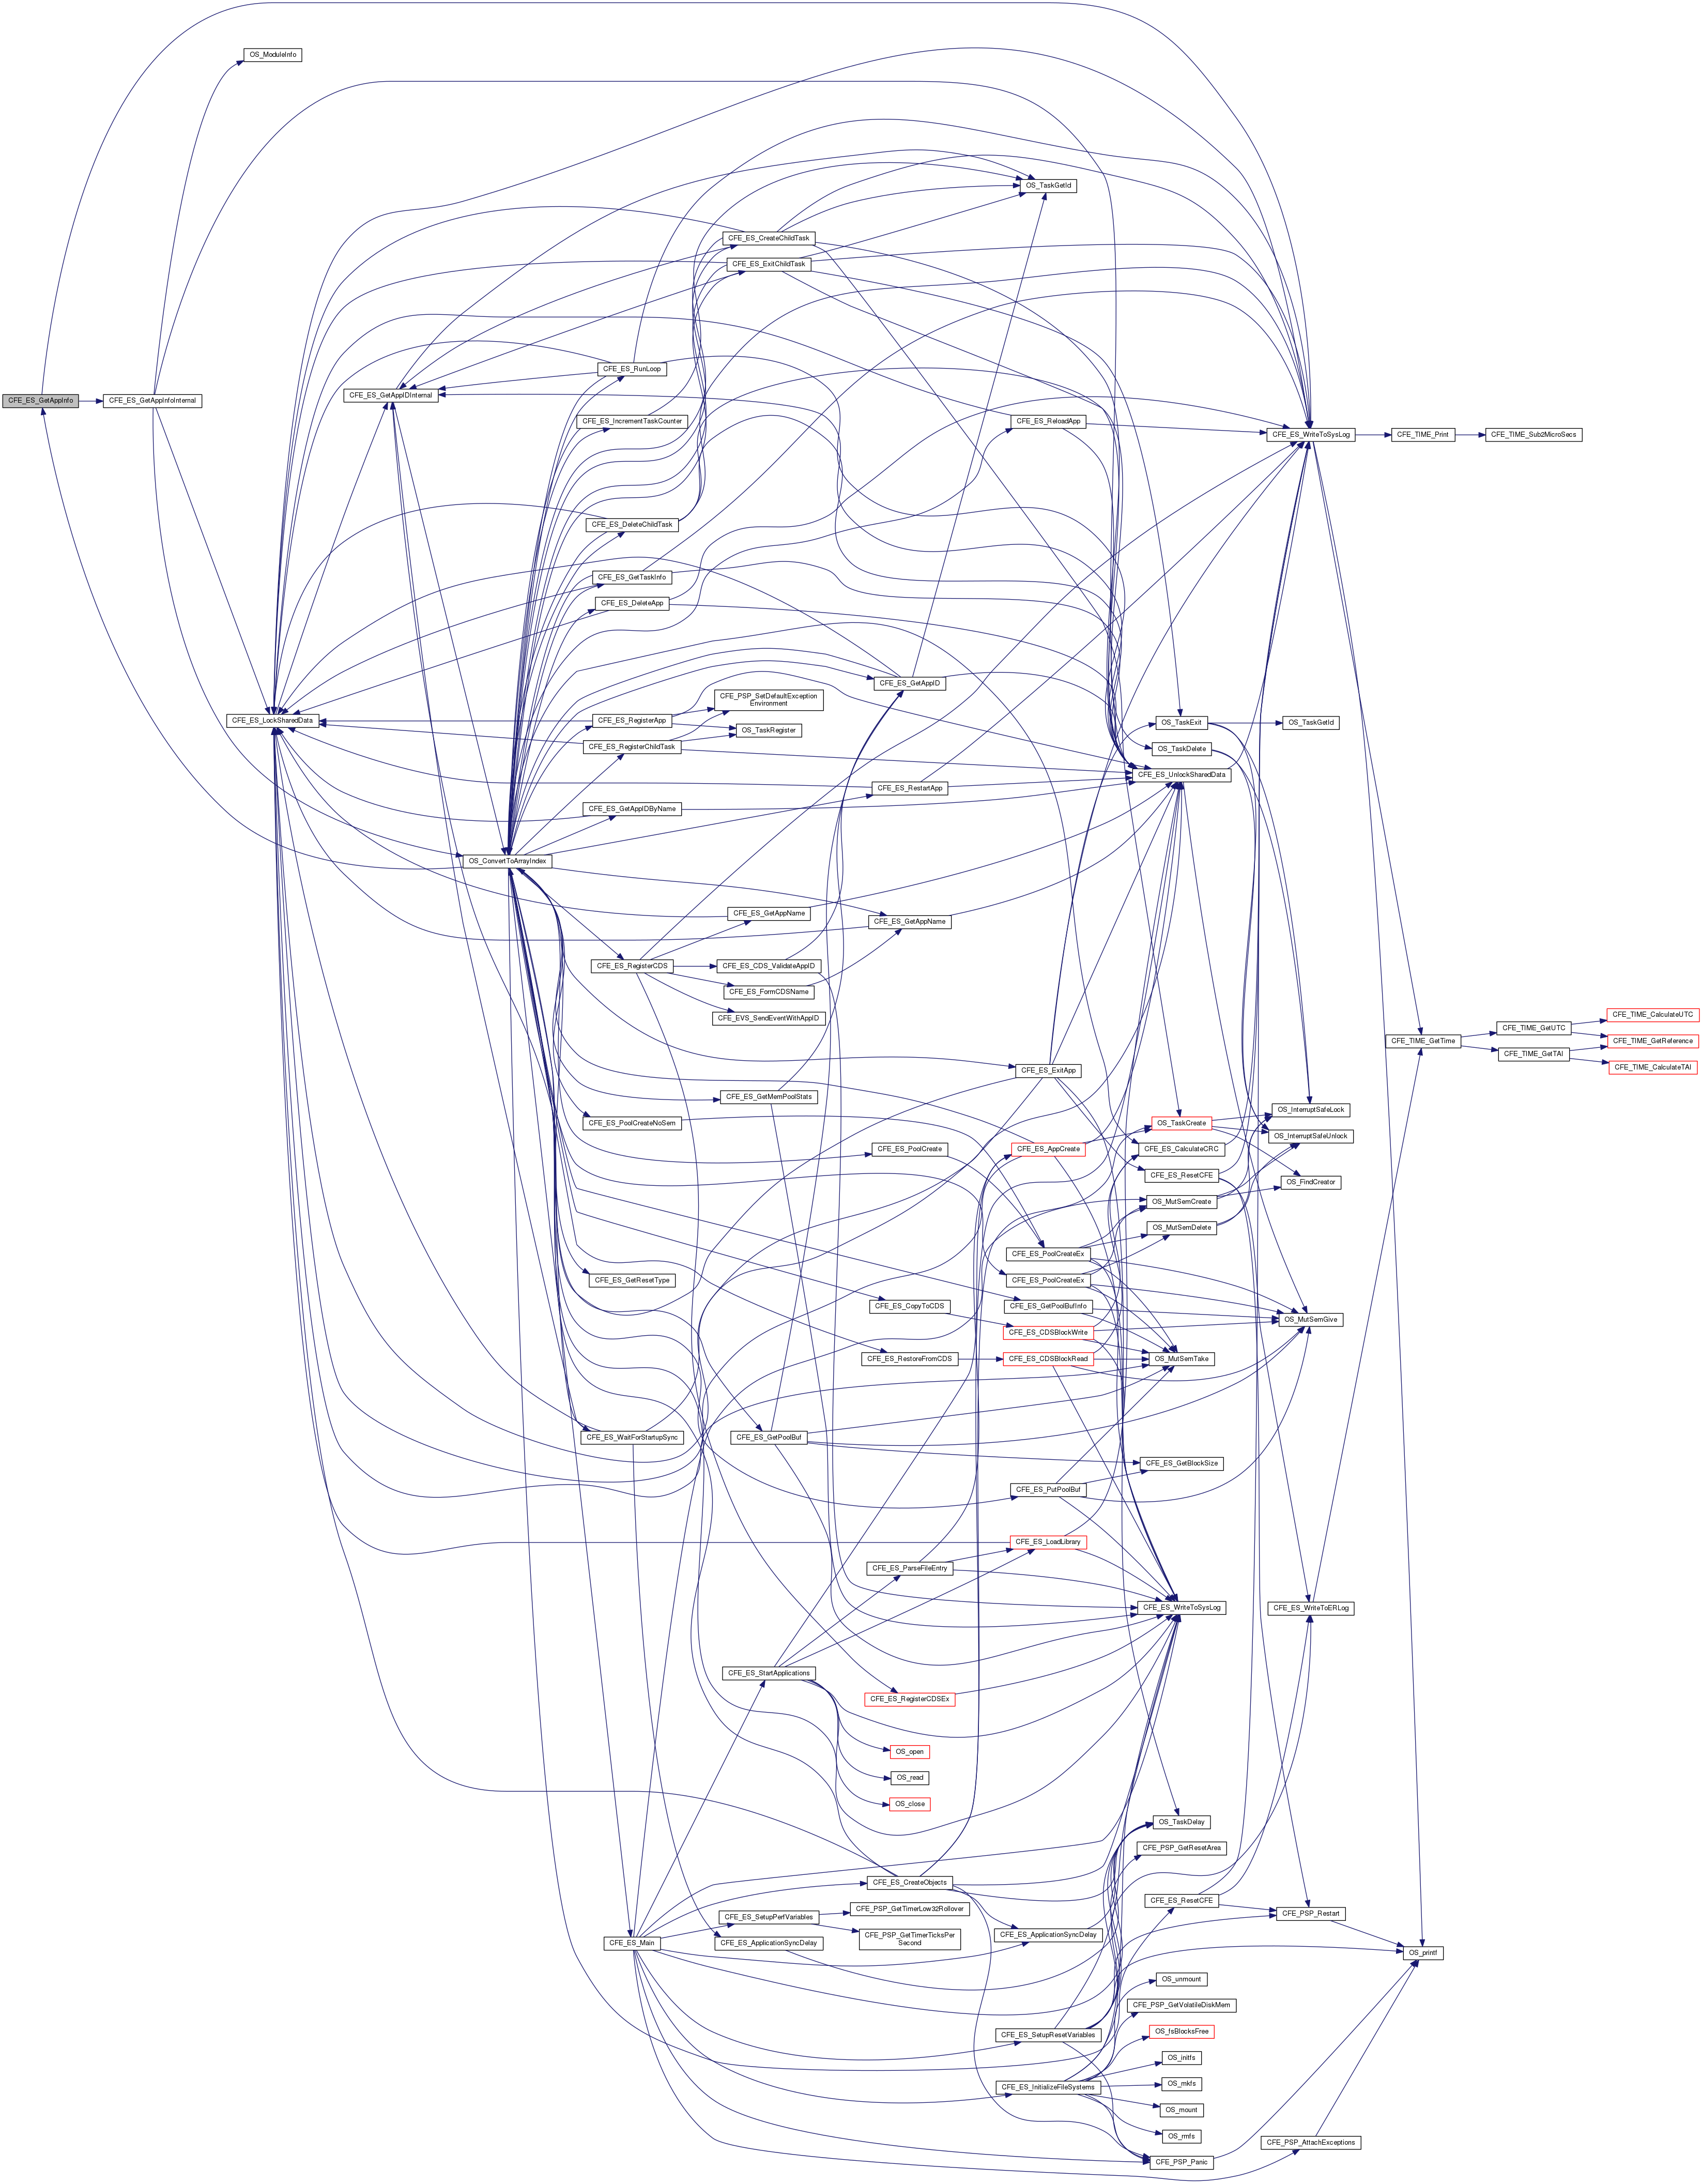 OS_ModuleInfo
OS_TaskGetId
CFE_ES_CreateChildTask
CFE_ES_ExitChildTask
CFE_ES_RunLoop
CFE_ES_GetAppInfo
CFE_ES_GetAppInfoInternal
CFE_ES_GetAppIDInternal
CFE_ES_IncrementTaskCounter
CFE_ES_ReloadApp
CFE_ES_WriteToSysLog
CFE_TIME_Print
CFE_TIME_Sub2MicroSecs
CFE_ES_DeleteChildTask
CFE_ES_GetTaskInfo
CFE_ES_DeleteApp
CFE_ES_GetAppID
CFE_PSP_SetDefaultException
Environment
CFE_ES_LockSharedData
CFE_ES_RegisterApp
OS_TaskRegister
OS_TaskExit
OS_TaskGetId
CFE_ES_RegisterChildTask
OS_TaskDelete
CFE_ES_UnlockSharedData
CFE_ES_RestartApp
CFE_ES_GetAppIDByName
OS_ConvertToArrayIndex
CFE_ES_GetAppName
CFE_ES_GetAppName
CFE_ES_RegisterCDS
CFE_ES_CDS_ValidateAppID
CFE_ES_FormCDSName
CFE_EVS_SendEventWithAppID
CFE_TIME_CalculateUTC
CFE_TIME_GetUTC
CFE_TIME_GetTime
CFE_TIME_GetReference
CFE_TIME_GetTAI
CFE_TIME_CalculateTAI
CFE_ES_ExitApp
CFE_ES_GetMemPoolStats
OS_InterruptSafeLock
CFE_ES_PoolCreateNoSem
OS_TaskCreate
OS_InterruptSafeUnlock
CFE_ES_PoolCreate
CFE_ES_AppCreate
CFE_ES_CalculateCRC
CFE_ES_ResetCFE
OS_FindCreator
OS_MutSemCreate
OS_MutSemDelete
CFE_ES_PoolCreateEx
CFE_ES_GetResetType
CFE_ES_PoolCreateEx
CFE_ES_CopyToCDS
CFE_ES_GetPoolBufInfo
OS_MutSemGive
CFE_ES_CDSBlockWrite
CFE_ES_RestoreFromCDS
CFE_ES_CDSBlockRead
OS_MutSemTake
CFE_ES_WaitForStartupSync
CFE_ES_GetPoolBuf
CFE_ES_GetBlockSize
CFE_ES_PutPoolBuf
CFE_ES_LoadLibrary
CFE_ES_ParseFileEntry
CFE_ES_WriteToSysLog
CFE_ES_WriteToERLog
CFE_ES_StartApplications
CFE_ES_RegisterCDSEx
OS_open
OS_read
OS_close
OS_TaskDelay
CFE_PSP_GetResetArea
CFE_ES_CreateObjects
CFE_ES_ResetCFE
CFE_PSP_GetTimerLow32Rollover
CFE_PSP_Restart
CFE_ES_SetupPerfVariables
CFE_ES_ApplicationSyncDelay
CFE_ES_Main
CFE_ES_ApplicationSyncDelay
CFE_PSP_GetTimerTicksPer
Second
OS_printf
OS_unmount
CFE_PSP_GetVolatileDiskMem
CFE_ES_SetupResetVariables
OS_fsBlocksFree
OS_initfs
CFE_ES_InitializeFileSystems
OS_mkfs
OS_mount
OS_rmfs
CFE_PSP_AttachExceptions
CFE_PSP_Panic